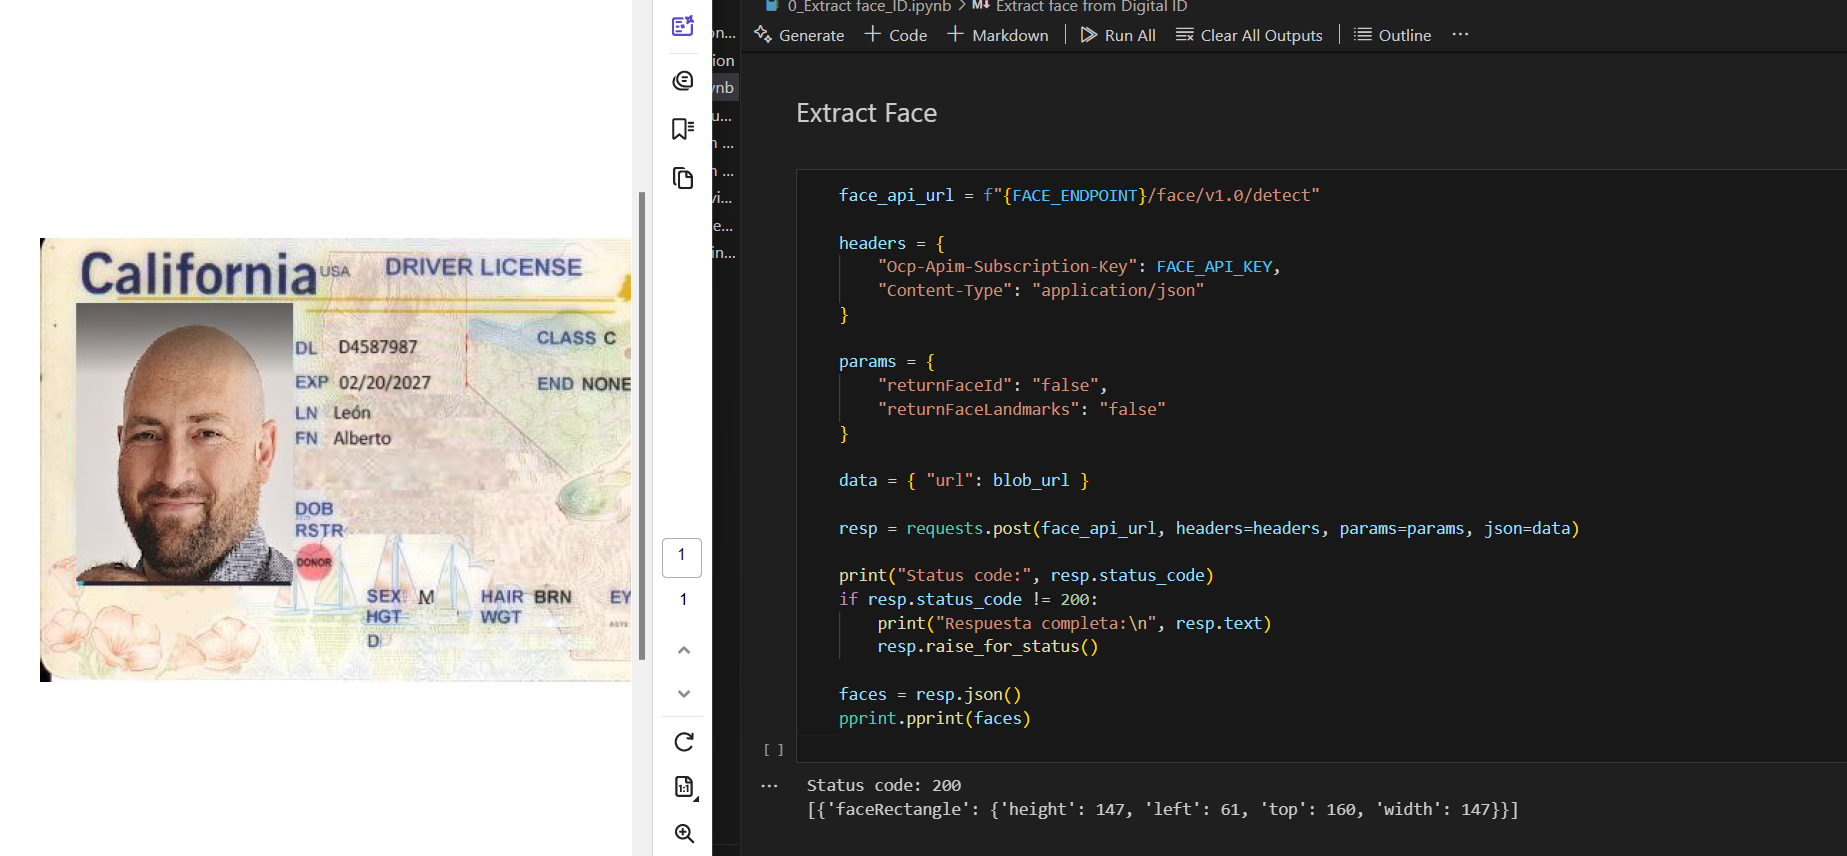 California USA DRIVER LICENSE
CLASS C
DL D4587987
EXP 02/20/2027
END NONE
LN León
FN Alberto
DOB
RSTR
DONOR
SEX M HAIR BRN EY
HGT WGT
D
1
1
on...
ion
ynb
u...
n ...
n ...
vi...
e...
in...
0_Extract face_ID.ipynb > M↓ Extract face from Digital ID
Generate + Code + Markdown Run All Clear All Outputs Outline ...
Extract Face
face_api_url = f"{FACE_ENDPOINT}/face/v1.0/detect"
headers = {
"Ocp-Apim-Subscription-Key": FACE_API_KEY,
"Content-Type": "application/json"
}
params = {
"returnFaceId": "false",
"returnFaceLandmarks": "false"
}
data = { "url": blob_url }
resp = requests.post(face_api_url, headers=headers, params=params, json=data)
print("Status code:", resp.status_code)
if resp.status_code != 200:
print("Respuesta completa:\n", resp.text)
resp.raise_for_status()
faces = resp.json()
pprint.pprint(faces)
[ ]
... Status code: 200
[{'faceRectangle': {'height': 147, 'left': 61, 'top': 160, 'width': 147}}]